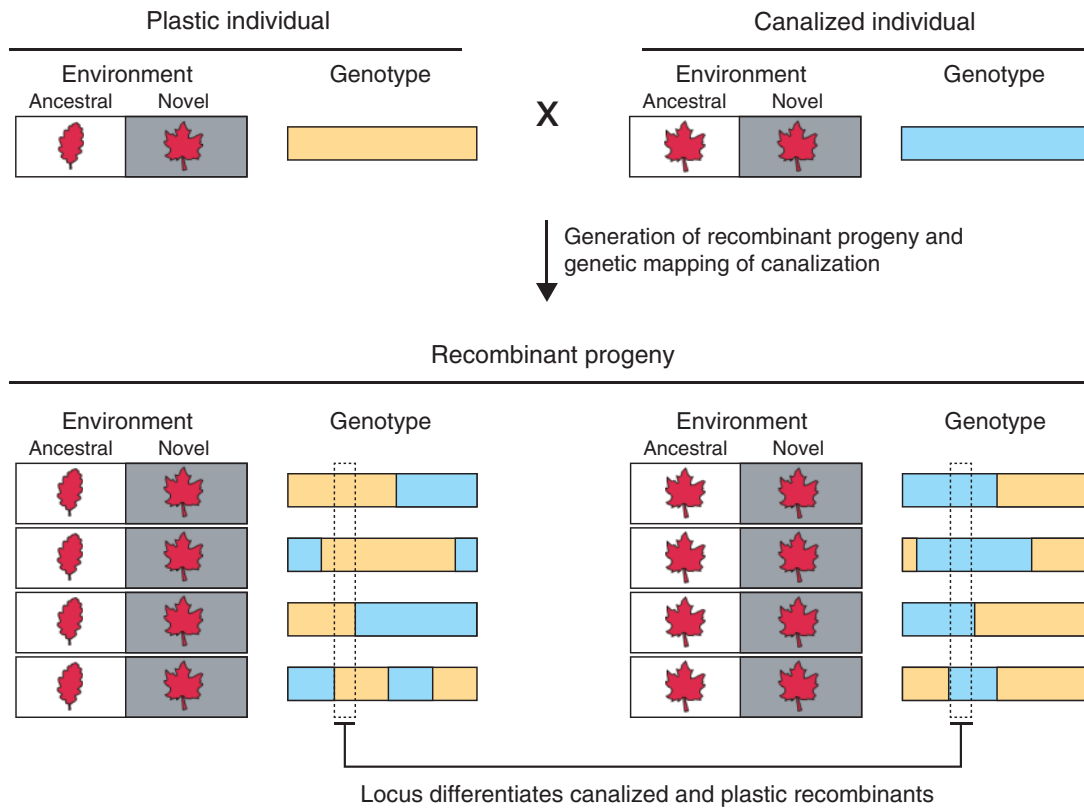 Plastic individual
Canalized individual
Environment
Genotype
Environment
Genotype
Ancestral
Novel
Ancestral
Novel
X
Generation of recombinant progeny and
genetic mapping of canalization
Recombinant progeny
Environment
Genotype
Environment
Genotype
Ancestral
Novel
Ancestral
Novel
Locus differentiates canalized and plastic recombinants